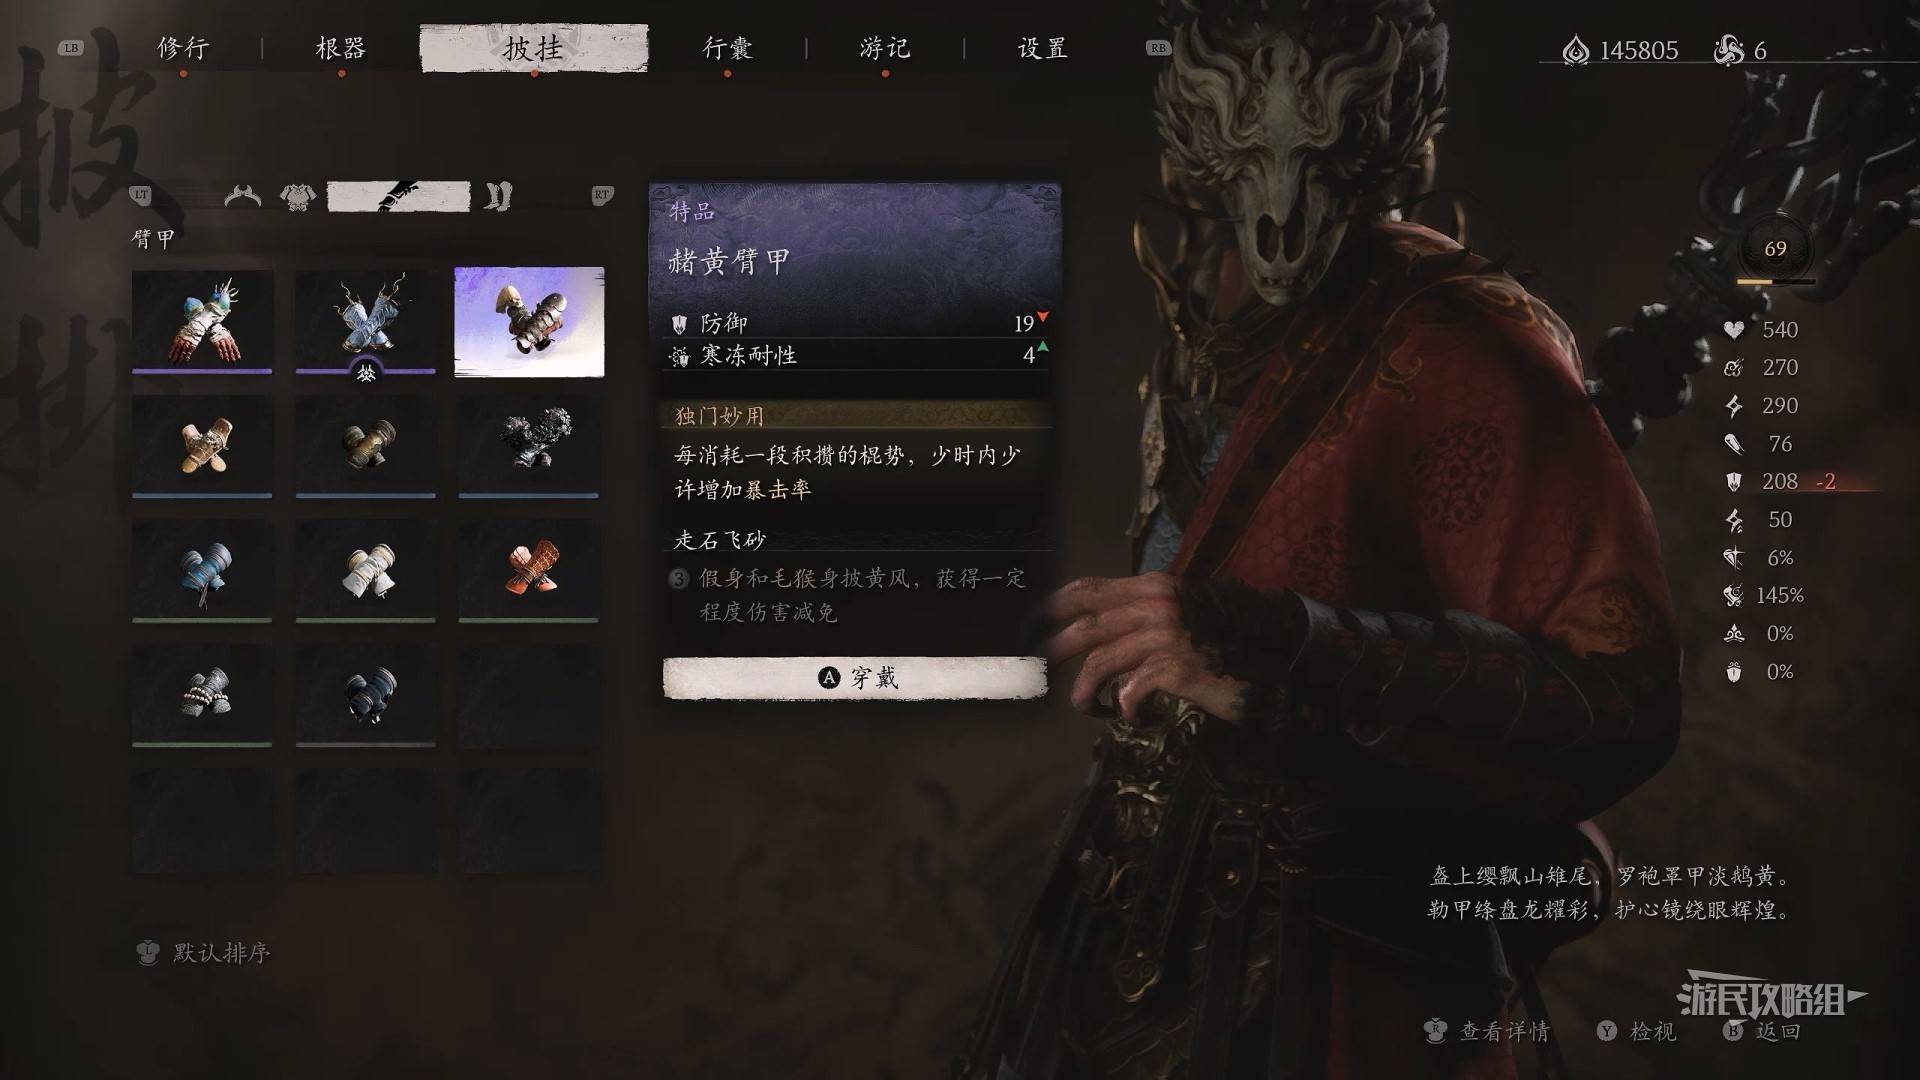 LB 修行 根器 披挂 行囊 游记 设置 RB
145805 6
披挂
LT RT
臂甲
特品
赭黄臂甲
防御 19
寒冻耐性 4
独门妙用
每消耗一段积攒的棍势，少时内少
许增加暴击率
走石飞砂
3 假身和毛猴身披黄风，获得一定
程度伤害减免
A 穿戴
69
540
270
290
76
208 -2
50
6%
145%
0%
0%
盔上缨飘山雉尾，罗袍罩甲淡鹅黄。
勒甲绦盘龙耀彩，护心镜绕眼辉煌。
L 默认排序
游民攻略组
R 查看详情 Y 检视 B 返回